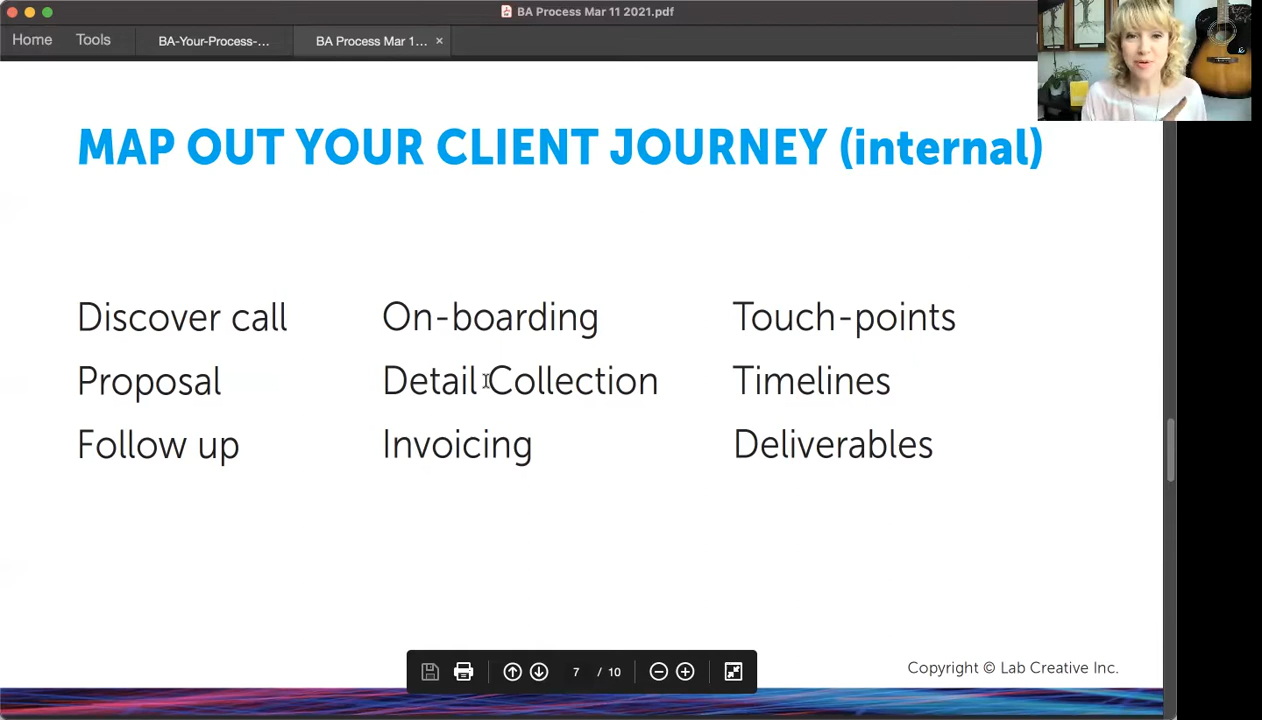 BA Process Mar 11 2021.pdf
Home
Tools
BA-Your-Process-...
BA Process Mar 1... ×
MAP OUT YOUR CLIENT JOURNEY (internal)
Discover call
Proposal
Follow up
On-boarding
Detail Collection
Invoicing
Touch-points
Timelines
Deliverables
7 / 10
Copyright © Lab Creative Inc.